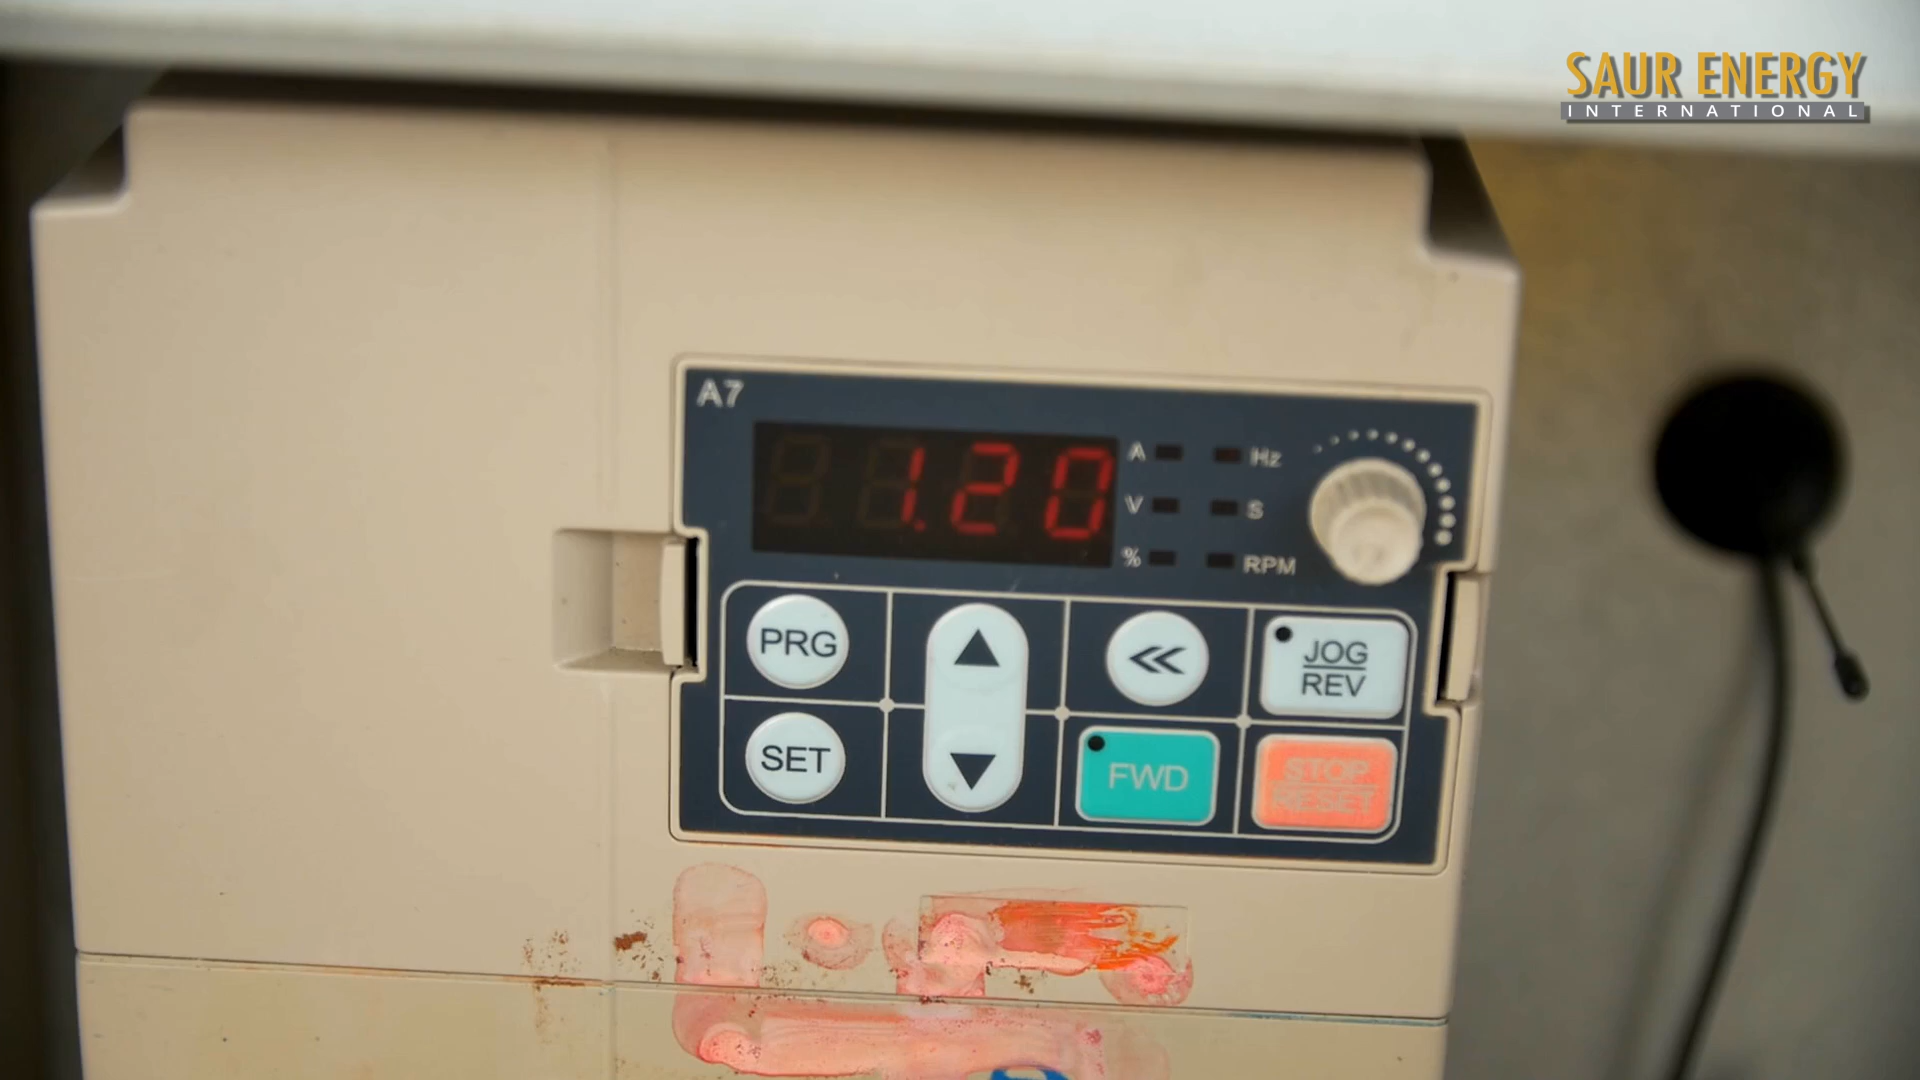 SAUR ENERGY
INTERNATIONAL
A7
1.20
A
Hz
V
S
%
RPM
PRG
JOG
REV
SET
FWD
STOP
RESET